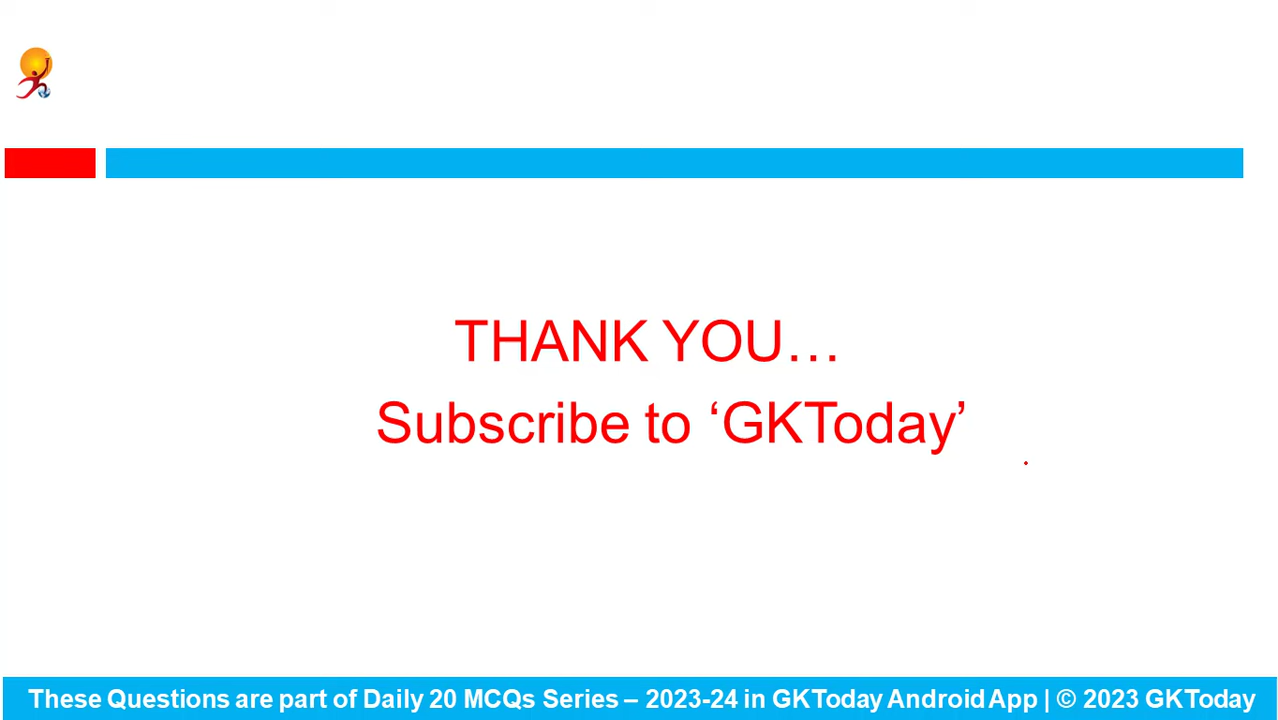 THANK YOU…
Subscribe to ‘GKToday’
These Questions are part of Daily 20 MCQs Series – 2023-24 in GKToday Android App | © 2023 GKToday